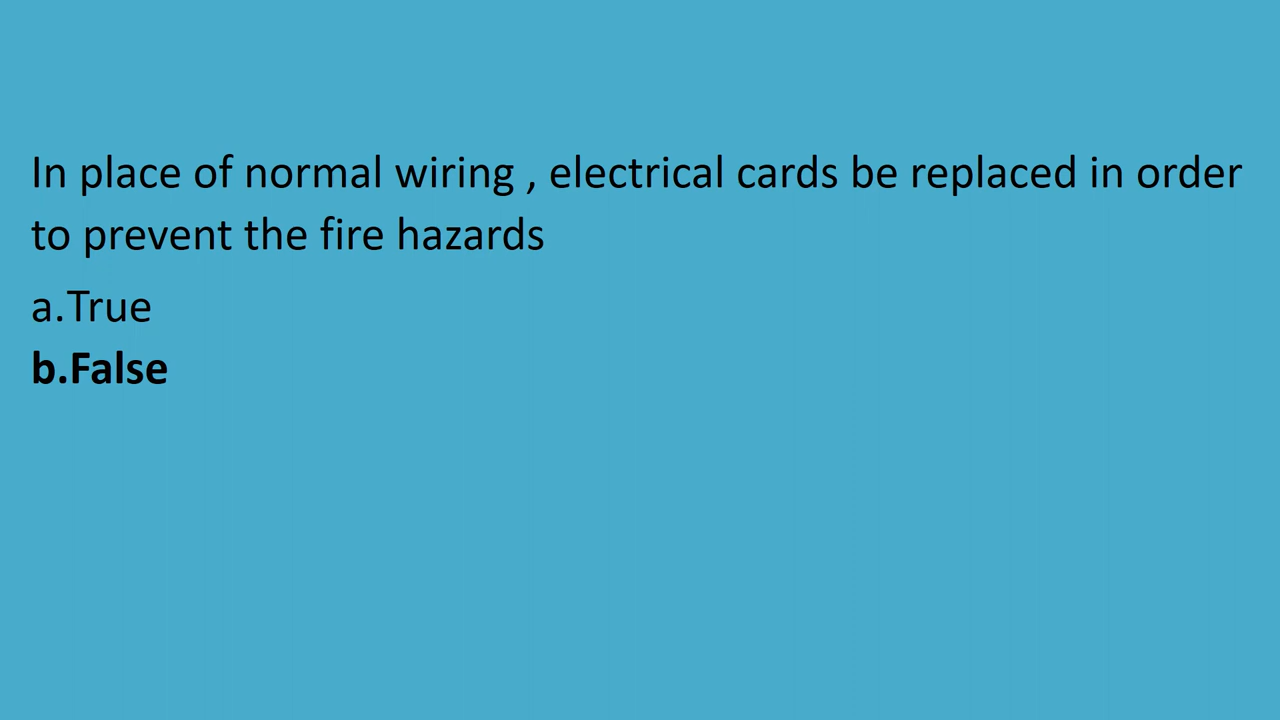 In place of normal wiring , electrical cards be replaced in order
to prevent the fire hazards
a.True
b.False